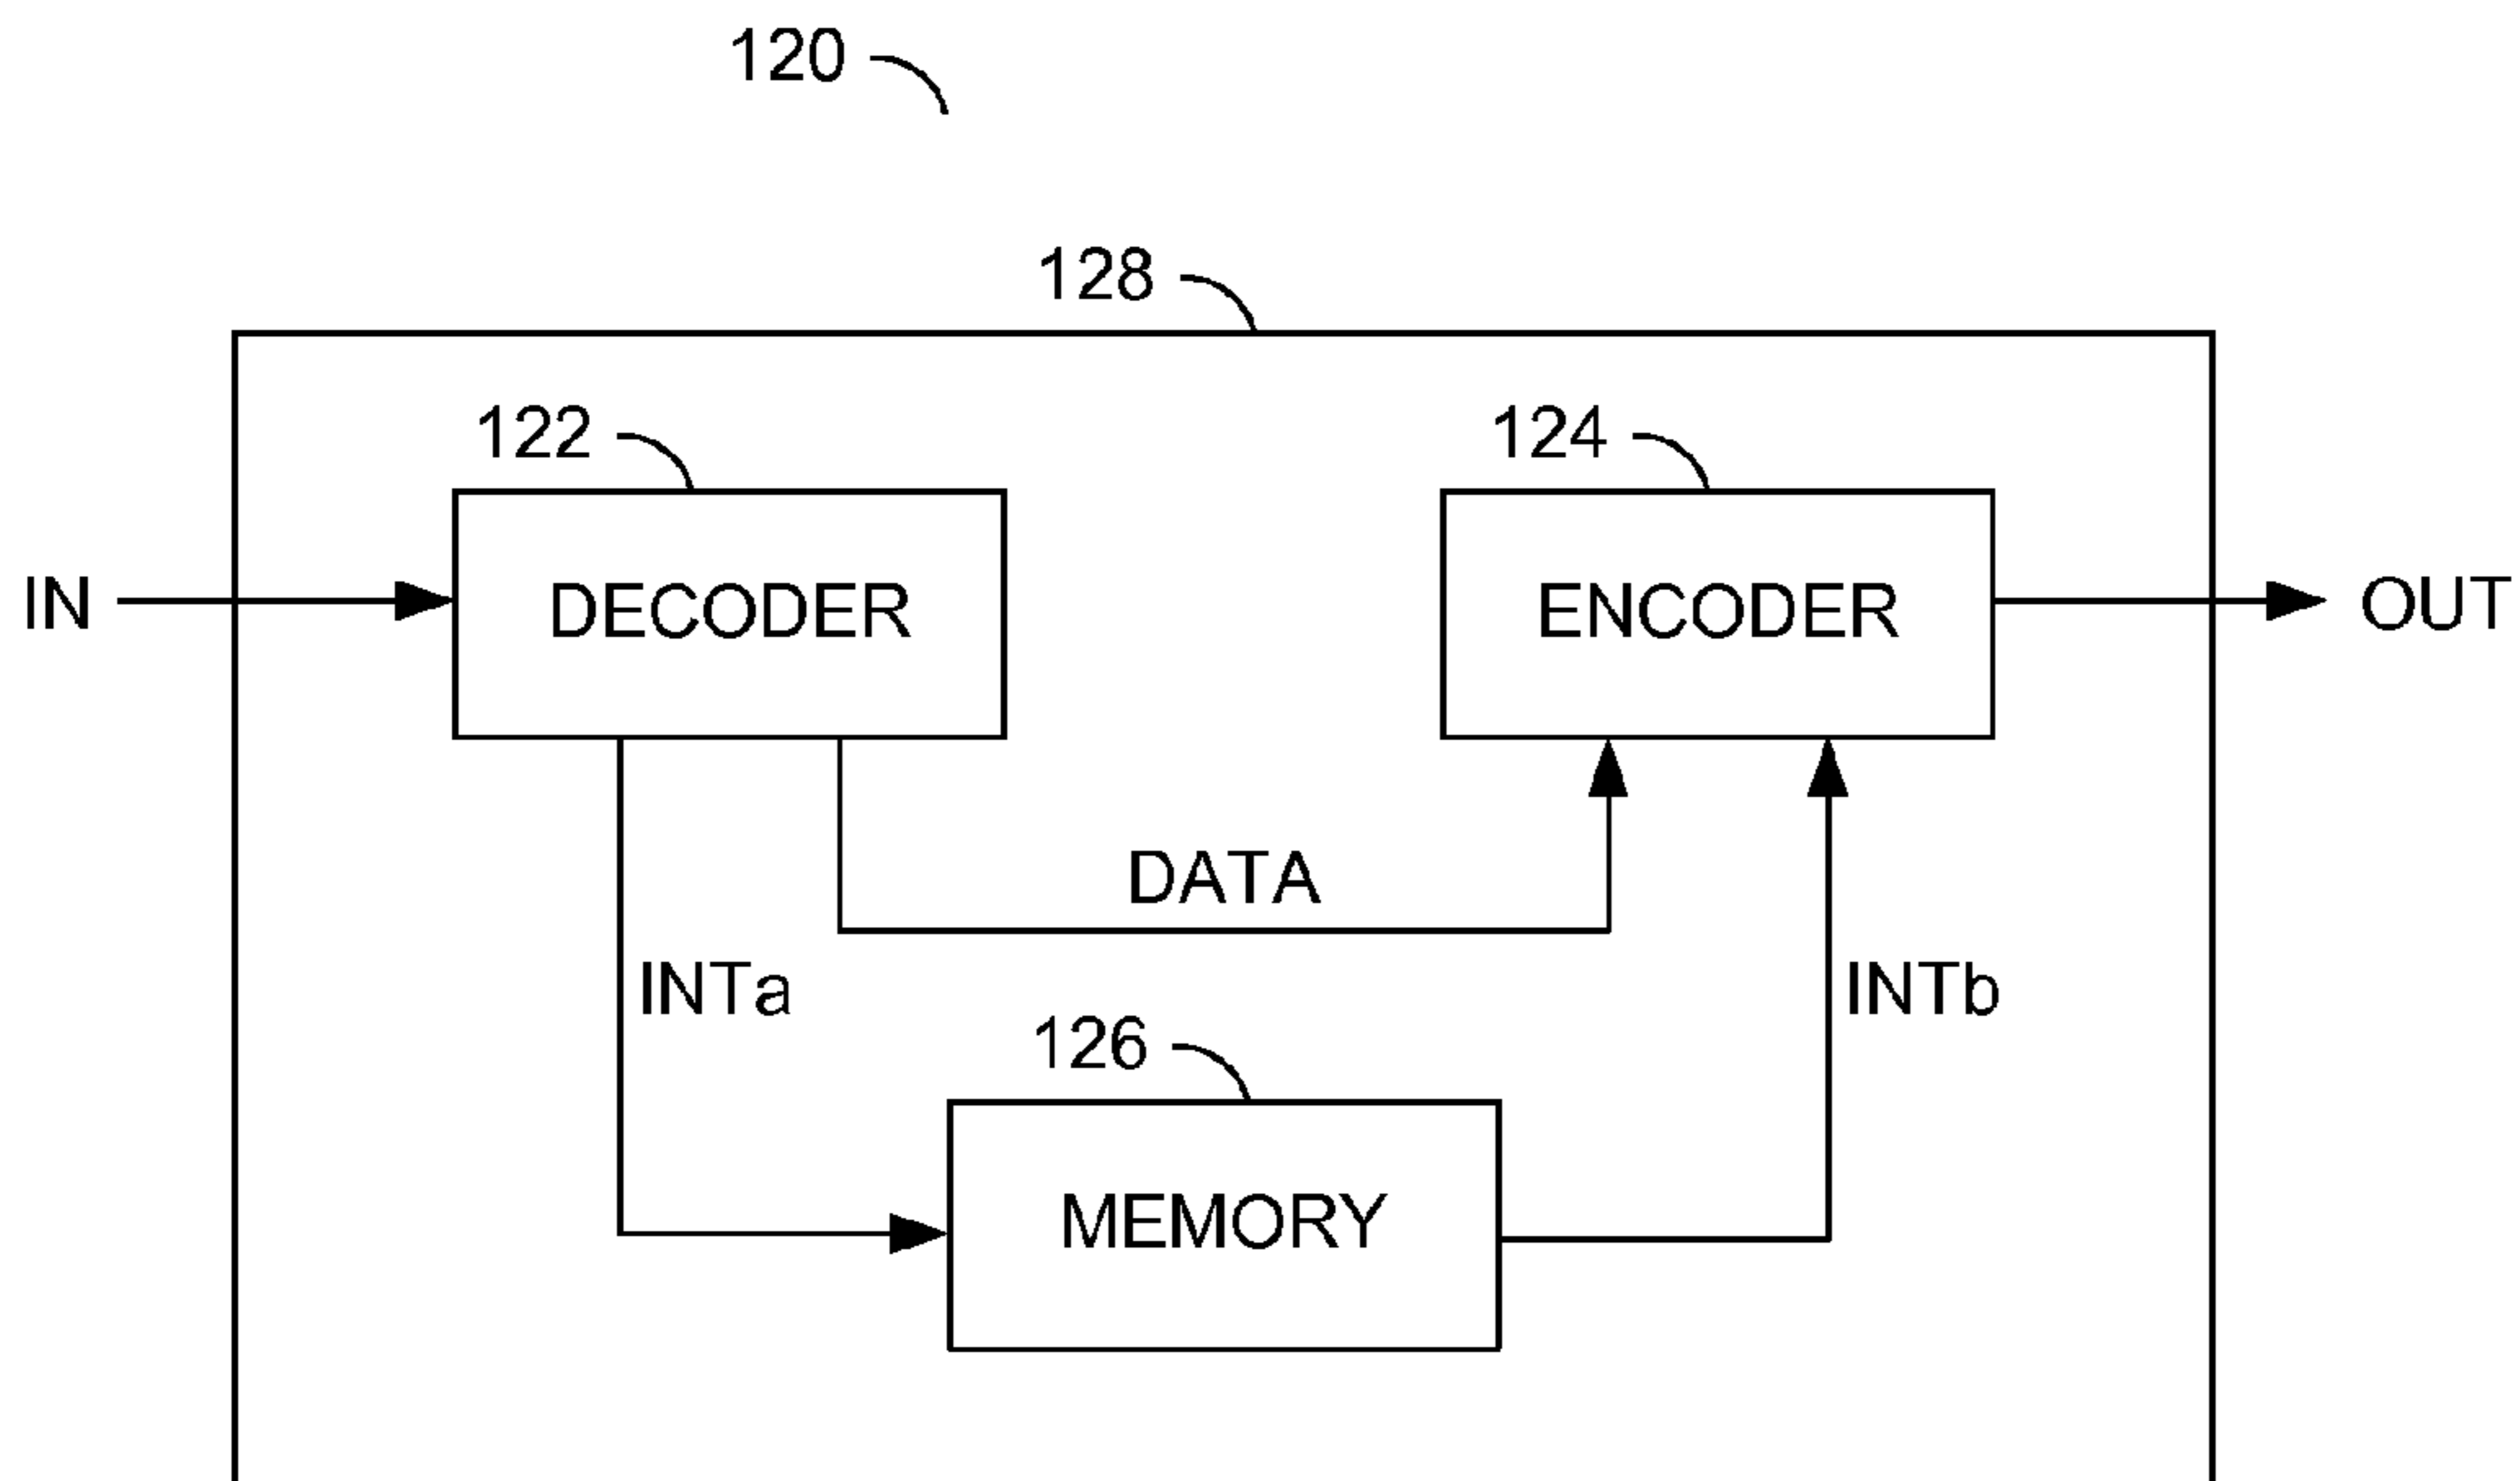 120
128
122
124
IN
DECODER
ENCODER
OUT
DATA
INTa
INTb
126
MEMORY